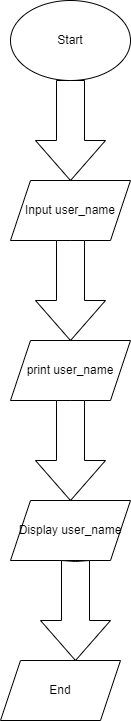 Start
Input user_name
print user_name
Display user_name
End